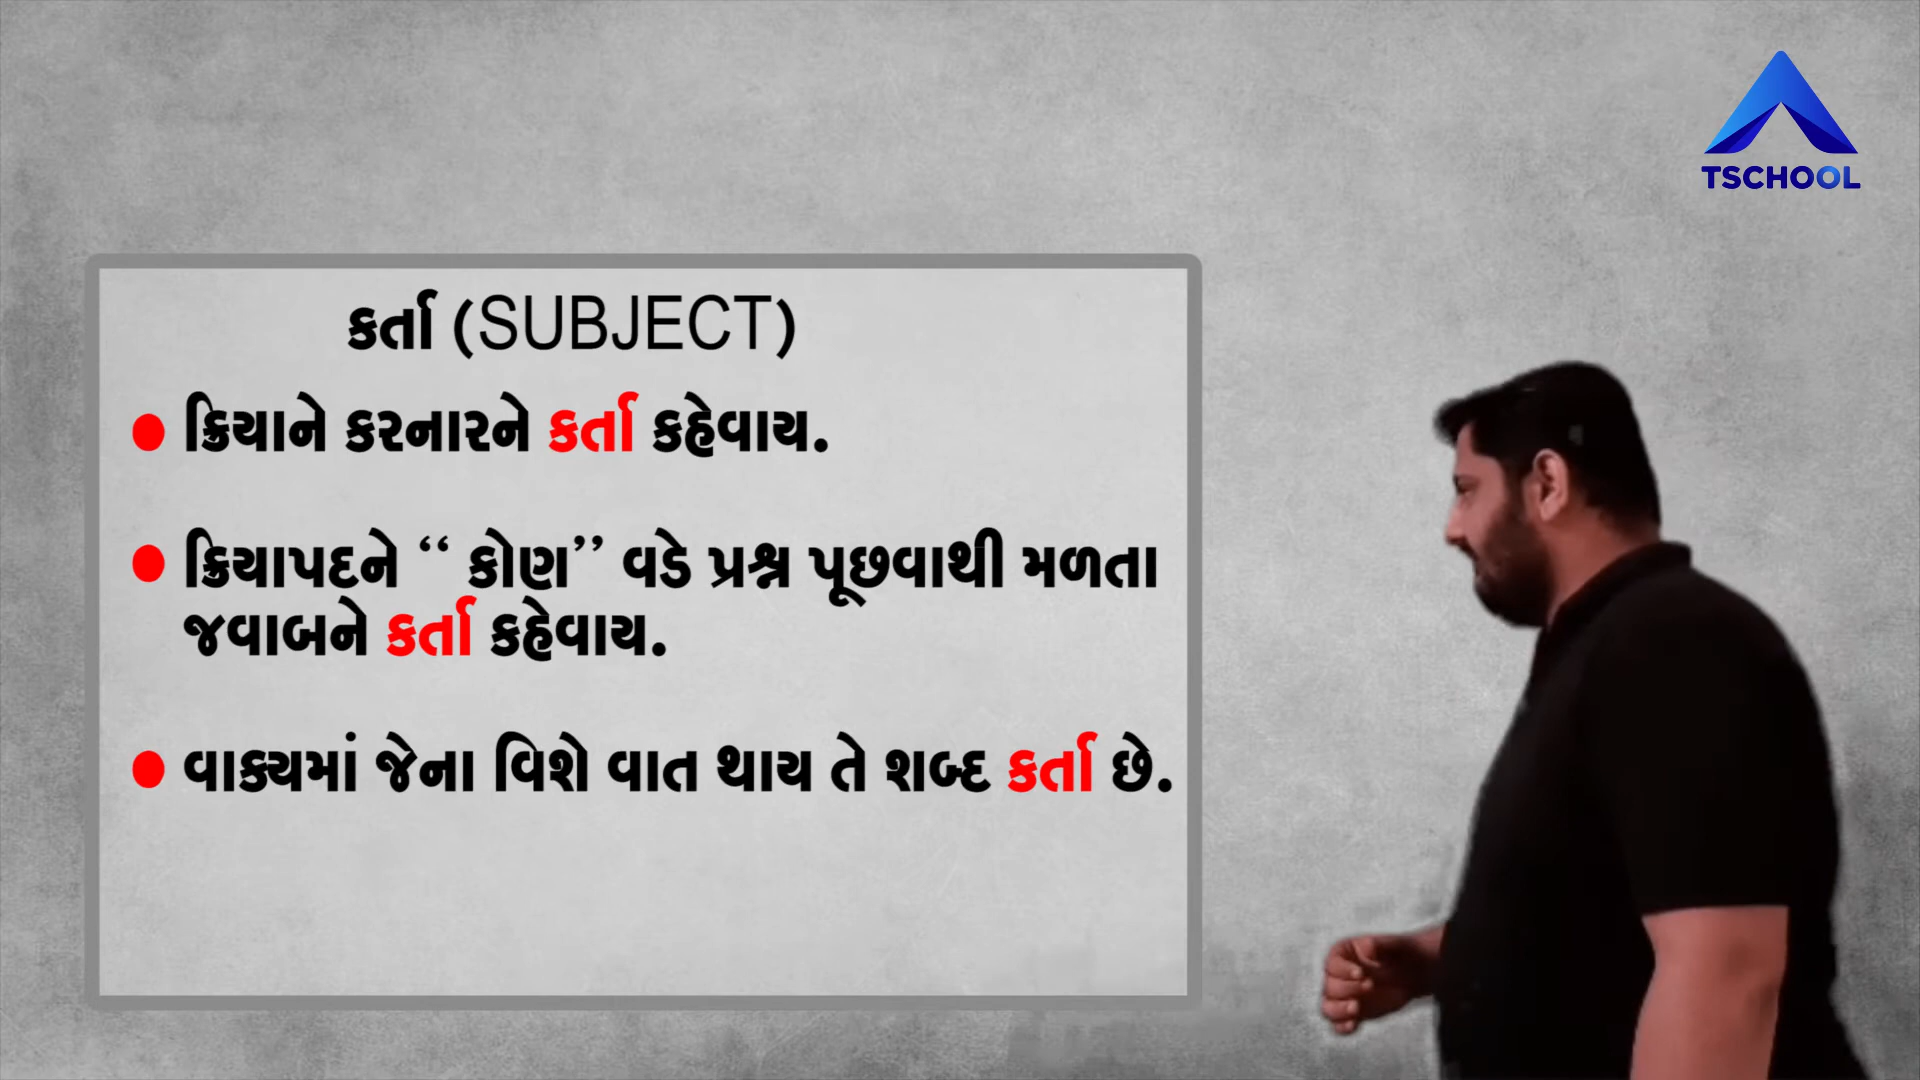 TSCHOOL
કર્તા (SUBJECT)
ક્રિયાને કરનારને કર્તા કહેવાય.
ક્રિયાપદને “ કોણ” વડે પ્રશ્ન પૂછવાથી મળતા
જવાબને કર્તા કહેવાય.
વાક્યમાં જેના વિશે વાત થાય તે શબ્દ કર્તા છે.